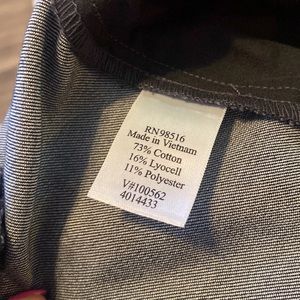 RN98516
Made in Vietnam
73% Cotton
16% Lyocell
11% Polyester
V#100562
4014433